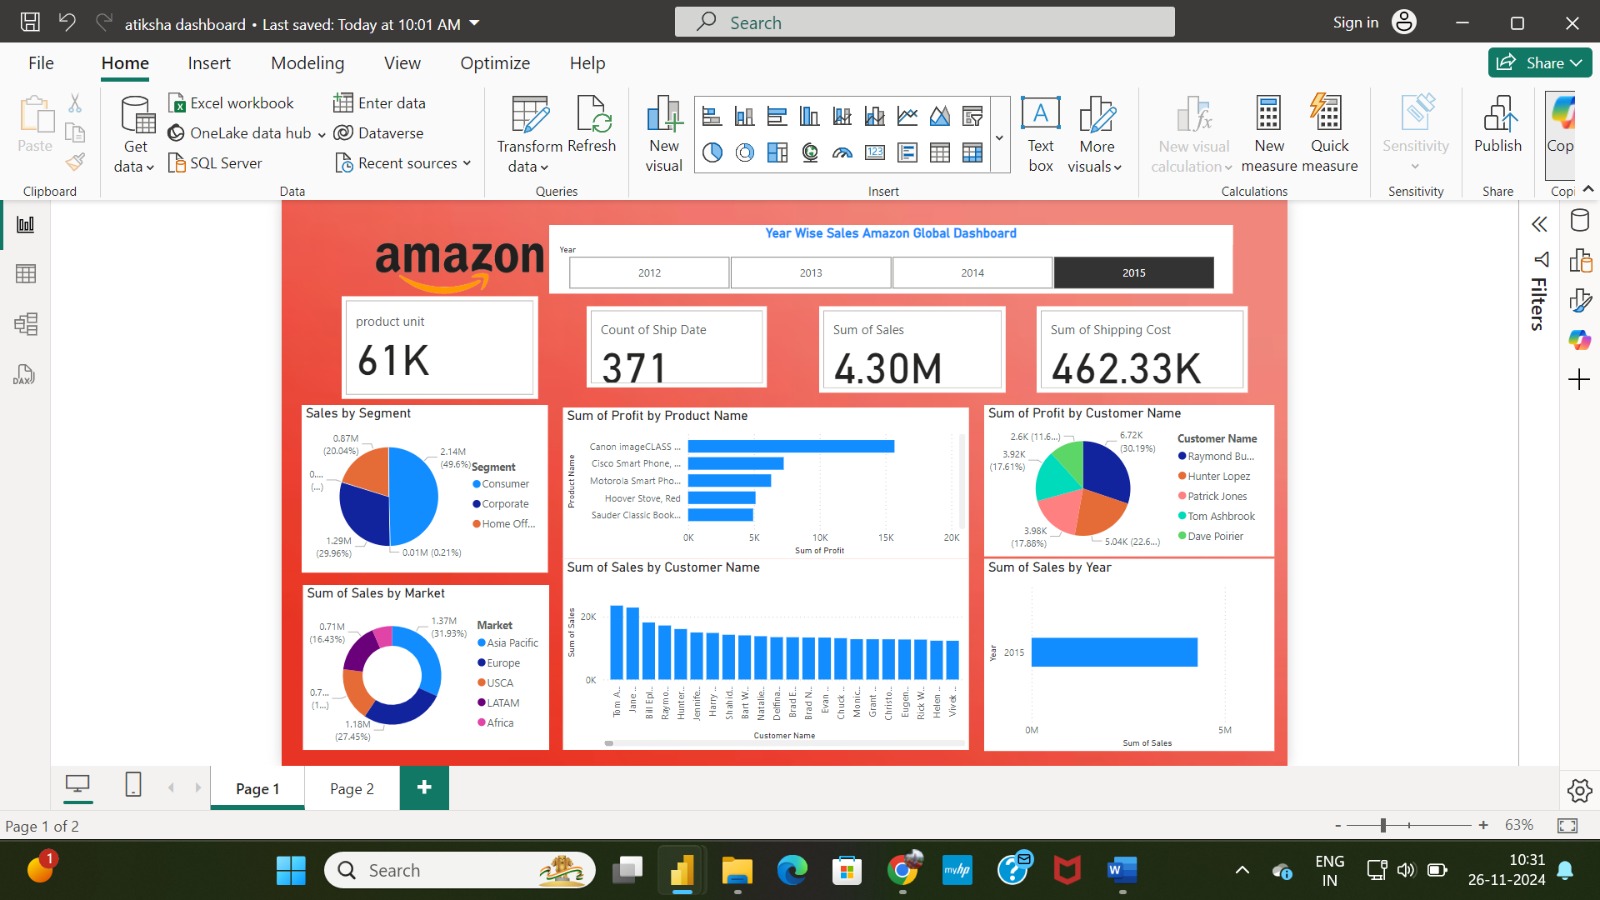 atiksha dashboard • Last saved: Today at 10:01 AM
Search
Sign in
File
Home
Insert
Modeling
View
Optimize
Help
Share
Paste
Clipboard
Get data
Excel workbook
OneLake data hub
SQL Server
Enter data
Dataverse
Recent sources
Data
Transform data
Refresh
Queries
New visual
Text box
More visuals
Insert
New visual calculation
New measure
Quick measure
Calculations
Sensitivity
Sensitivity
Publish
Share
Cop
Copi
DAX
amazon
Year Wise Sales Amazon Global Dashboard
Year
2012
2013
2014
2015
product unit
61K
Count of Ship Date
371
Sum of Sales
4.30M
Sum of Shipping Cost
462.33K
Sales by Segment
0.87M
(20.04%)
2.14M
(49.6%)
0....
(...)
1.29M
(29.96%)
0.01M (0.21%)
Segment
Consumer
Corporate
Home Off...
Sum of Profit by Product Name
Product Name
Canon imageCLASS ...
Cisco Smart Phone, ...
Motorola Smart Pho...
Hoover Stove, Red
Sauder Classic Book...
0K 5K 10K 15K 20K
Sum of Profit
Sum of Profit by Customer Name
2.6K (11.6...)
6.72K
(30.19%)
3.92K
(17.61%)
3.98K
(17.88%)
5.04K (22.6...)
Customer Name
Raymond Bu...
Hunter Lopez
Patrick Jones
Tom Ashbrook
Dave Poirier
Sum of Sales by Market
0.71M
(16.43%)
1.37M
(31.93%)
0.7...
(1...)
1.18M
(27.45%)
Market
Asia Pacific
Europe
USCA
LATAM
Africa
Sum of Sales by Customer Name
Sum of Sales
20K
0K
Tom A...
Jane ...
Bill Epl...
Raymo...
Hunter...
Jennife...
Harry ...
Shahid...
Bart W...
Natalie...
Delfina...
Brad E...
Brad N...
Evan ...
Chuck ...
Monic...
Grant ...
Christo...
Eugen...
Rick W...
Helen ...
Vivek ...
Customer Name
Sum of Sales by Year
Year
2015
0M 5M
Sum of Sales
Filters
Page 1
Page 2
+
Page 1 of 2
- + 63%
1
Search
myhp
W
ENG
IN
10:31
26-11-2024